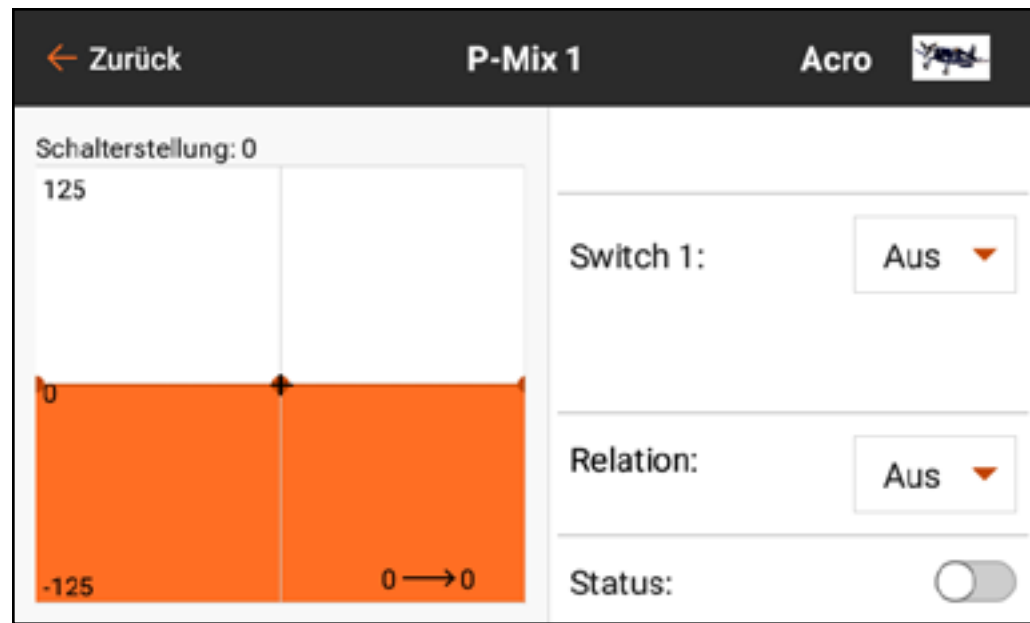 ← Zurück
P-Mix 1
Acro
Schalterstellung: 0
125
0
-125
0 → 0
Switch 1:
Aus
Relation:
Aus
Status: